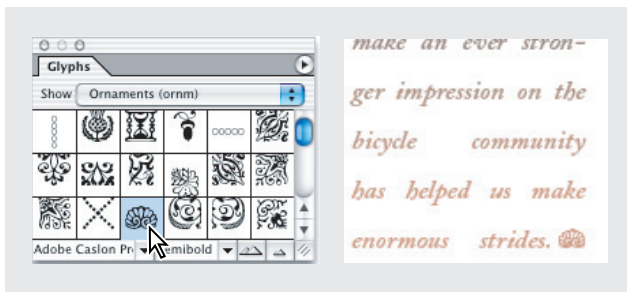 Glyphs
Show Ornaments (ornm)
Adobe Caslon Pr emibold
make an ever stron-
ger impression on the
bicycle community
has helped us make
enormous strides.